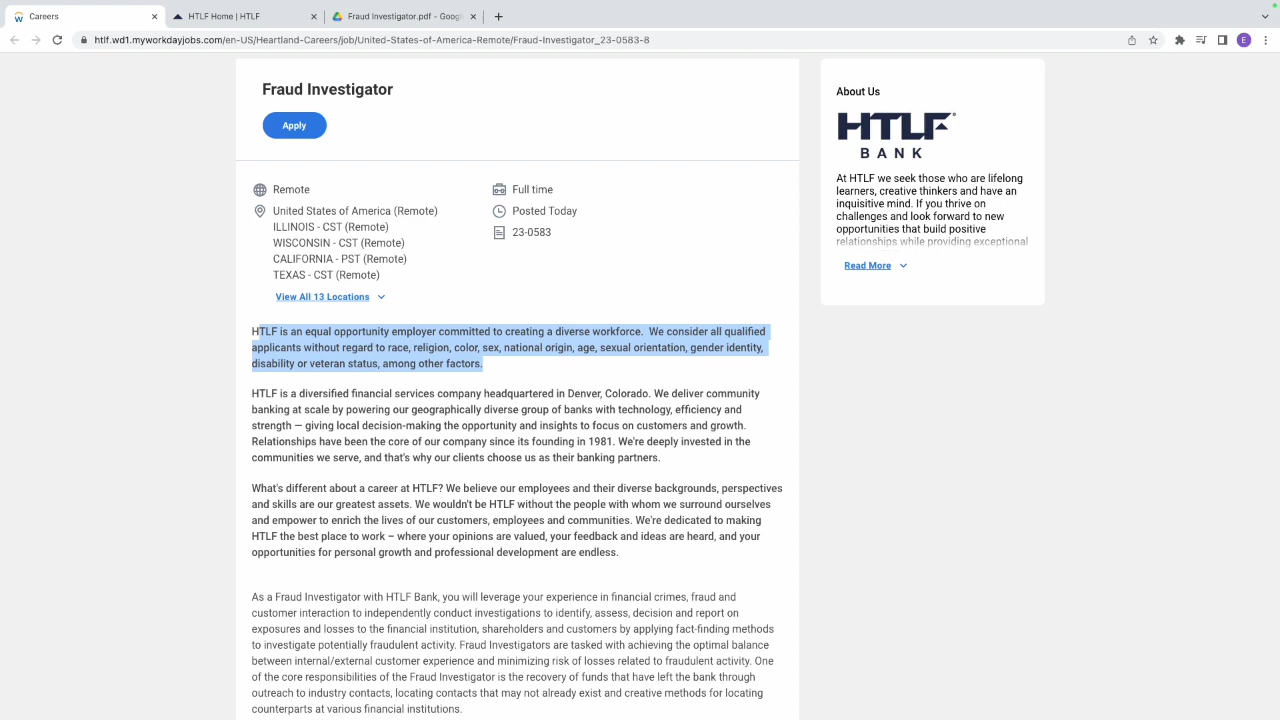 Careers
HTLF Home | HTLF
Fraud Investigator.pdf - Googl
htlf.wd1.myworkdayjobs.com/en-US/Heartland-Careers/job/United-States-of-America-Remote/Fraud-Investigator_23-0583-8
E
Fraud Investigator
Apply
Remote
United States of America (Remote)
ILLINOIS - CST (Remote)
WISCONSIN - CST (Remote)
CALIFORNIA - PST (Remote)
TEXAS - CST (Remote)
View All 13 Locations
Full time
Posted Today
23-0583
HTLF is an equal opportunity employer committed to creating a diverse workforce.  We consider all qualified
applicants without regard to race, religion, color, sex, national origin, age, sexual orientation, gender identity,
disability or veteran status, among other factors.
HTLF is a diversified financial services company headquartered in Denver, Colorado. We deliver community
banking at scale by powering our geographically diverse group of banks with technology, efficiency and
strength — giving local decision-making the opportunity and insights to focus on customers and growth.
Relationships have been the core of our company since its founding in 1981. We're deeply invested in the
communities we serve, and that's why our clients choose us as their banking partners.
What's different about a career at HTLF? We believe our employees and their diverse backgrounds, perspectives
and skills are our greatest assets. We wouldn't be HTLF without the people with whom we surround ourselves
and empower to enrich the lives of our customers, employees and communities. We're dedicated to making
HTLF the best place to work – where your opinions are valued, your feedback and ideas are heard, and your
opportunities for personal growth and professional development are endless.
As a Fraud Investigator with HTLF Bank, you will leverage your experience in financial crimes, fraud and
customer interaction to independently conduct investigations to identify, assess, decision and report on
exposures and losses to the financial institution, shareholders and customers by applying fact-finding methods
to investigate potentially fraudulent activity. Fraud Investigators are tasked with achieving the optimal balance
between internal/external customer experience and minimizing risk of losses related to fraudulent activity. One
of the core responsibilities of the Fraud Investigator is the recovery of funds that have left the bank through
outreach to industry contacts, locating contacts that may not already exist and creative methods for locating
counterparts at various financial institutions.
About Us
HTLF
BANK
At HTLF we seek those who are lifelong
learners, creative thinkers and have an
inquisitive mind. If you thrive on
challenges and look forward to new
opportunities that build positive
relationships while providing exceptional
Read More